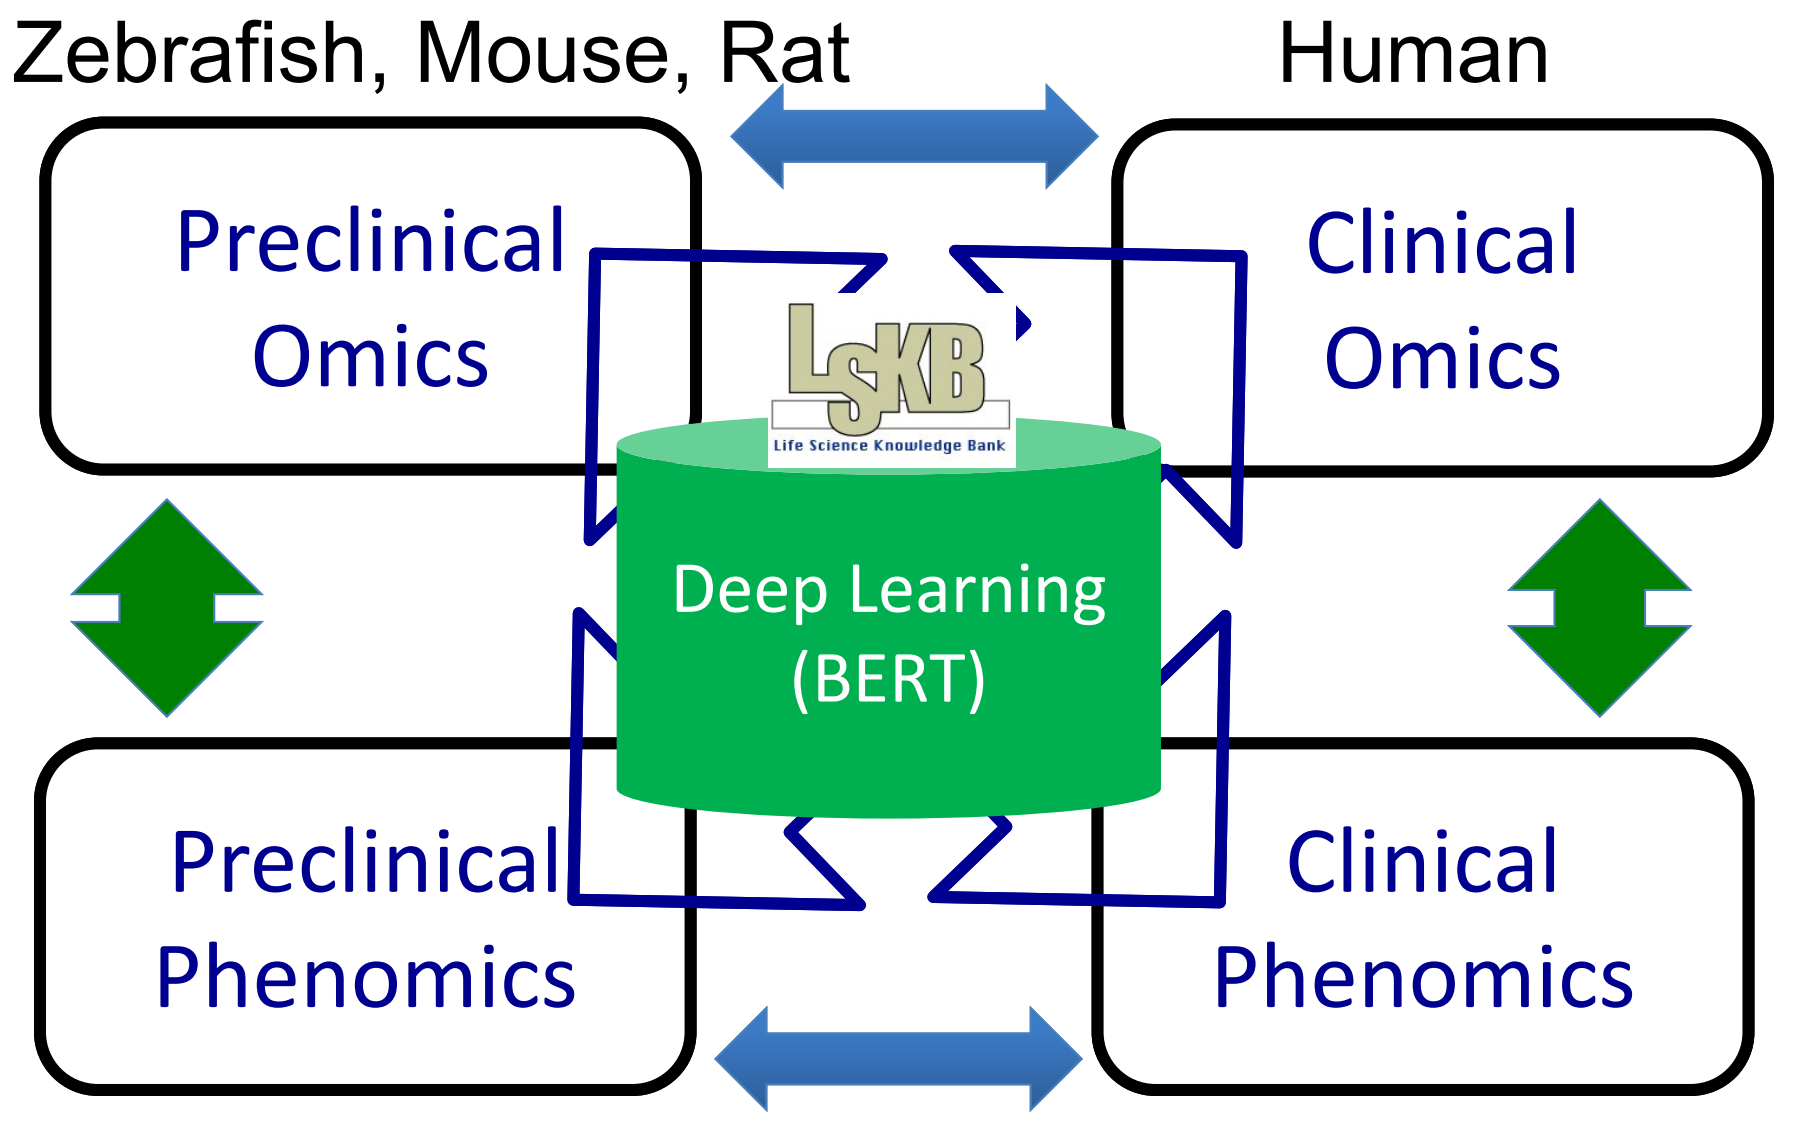 Zebrafish, Mouse, Rat
Human
Preclinical
Omics
Clinical
Omics
LSKB
Life Science Knowledge Bank
Deep Learning
(BERT)
Preclinical
Phenomics
Clinical
Phenomics